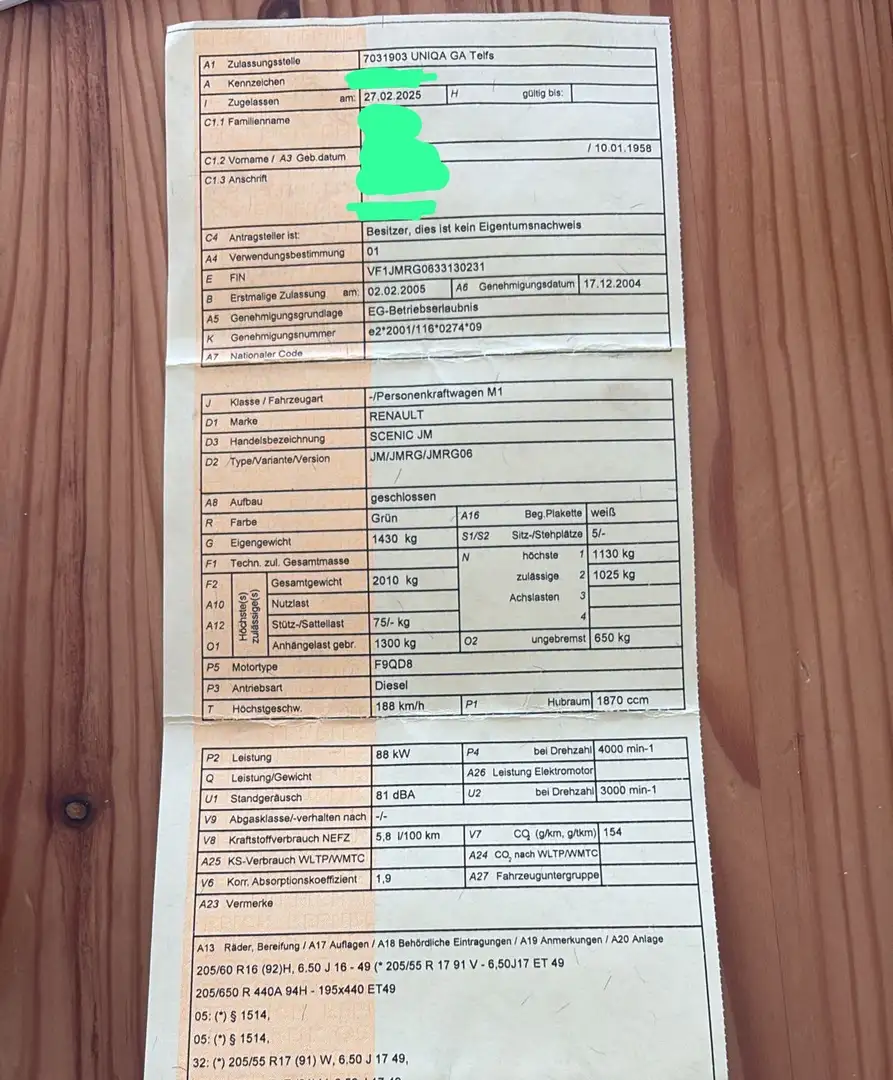 A1 Zulassungsstelle 7031903 UNIQA GA Telfs
A Kennzeichen
I Zugelassen am: 27.02.2025 H gültig bis:
C1.1 Familienname
C1.2 Vorname / A3 Geb.datum / 10.01.1958
C1.3 Anschrift
C4 Antragsteller ist: Besitzer, dies ist kein Eigentumsnachweis
A4 Verwendungsbestimmung 01
E FIN VF1JMRG0633130231
B Erstmalige Zulassung am: 02.02.2005 A6 Genehmigungsdatum 17.12.2004
A5 Genehmigungsgrundlage EG-Betriebserlaubnis
K Genehmigungsnummer e2*2001/116*0274*09
A7 Nationaler Code
J Klasse / Fahrzeugart -/Personenkraftwagen M1
D1 Marke RENAULT
D3 Handelsbezeichnung SCENIC JM
D2 Type/Variante/Version JM/JMRG/JMRG06
/
A8 Aufbau geschlossen
R Farbe Grün A16 Beg.Plakette weiß
G Eigengewicht 1430 kg S1/S2 Sitz-/Stehplätze 5/-
F1 Techn. zul. Gesamtmasse N höchste 1 1130 kg
F2 Höchste(s) zulässige(s) Gesamtgewicht 2010 kg zulässige 2 1025 kg
A10 Nutzlast Achslasten 3
A12 Stütz-/Sattellast 75/- kg 4
O1 Anhängelast gebr. 1300 kg O2 ungebremst 650 kg
P5 Motortype F9QD8
P3 Antriebsart Diesel
T Höchstgeschw. 188 km/h P1 Hubraum 1870 ccm
P2 Leistung 88 kW P4 bei Drehzahl 4000 min-1
Q Leistung/Gewicht A26 Leistung Elektromotor
U1 Standgeräusch 81 dBA U2 bei Drehzahl 3000 min-1
V9 Abgasklasse/-verhalten nach -/-
V8 Kraftstoffverbrauch NEFZ 5,8 l/100 km V7 CO₂ (g/km, g/tkm) 154
A25 KS-Verbrauch WLTP/WMTC A24 CO₂ nach WLTP/WMTC
V6 Korr. Absorptionskoeffizient 1,9 A27 Fahrzeuguntergruppe
A23 Vermerke
A13 Räder, Bereifung / A17 Auflagen / A18 Behördliche Eintragungen / A19 Anmerkungen / A20 Anlage
205/60 R16 (92)H, 6.50 J 16 - 49 (* 205/55 R 17 91 V - 6,50J17 ET 49
205/650 R 440A 94H - 195x440 ET49
05: (*) § 1514,
05: (*) § 1514,
32: (*) 205/55 R17 (91) W, 6.50 J 17 49,